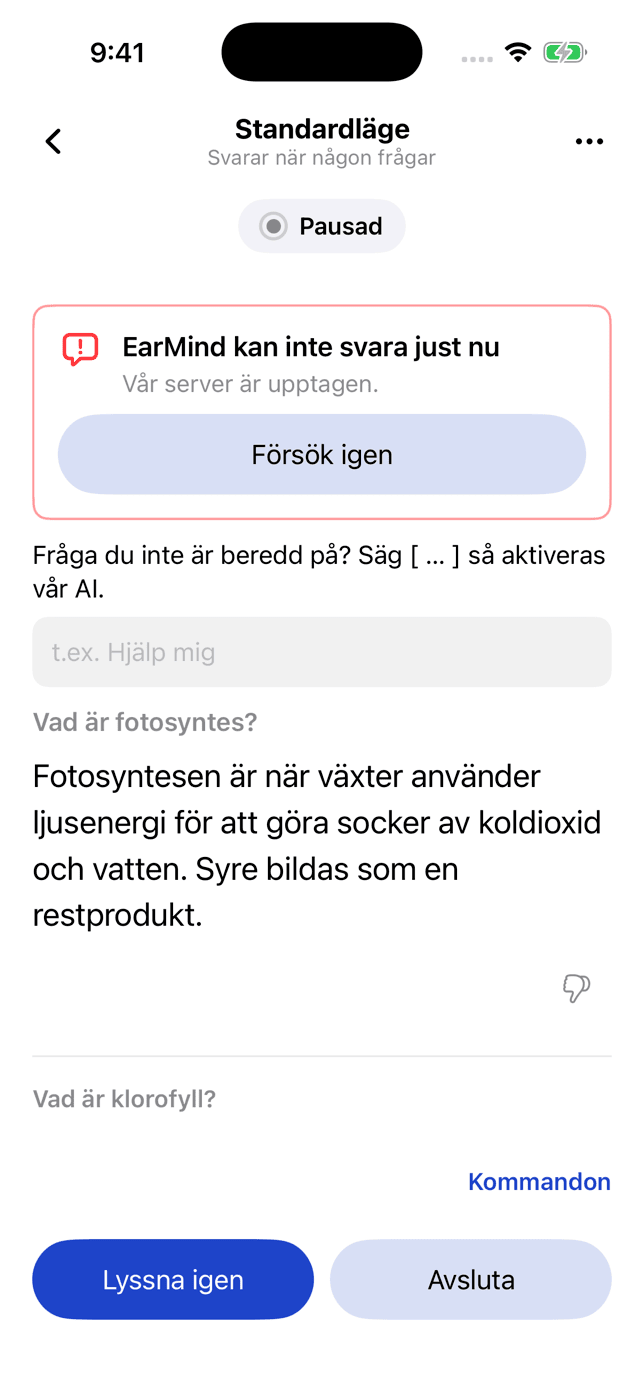 9:41
Standardläge
Svarar när någon frågar
Pausad
EarMind kan inte svara just nu
Vår server är upptagen.
Försök igen
Fråga du inte är beredd på? Säg [ ... ] så aktiveras
vår AI.
t.ex. Hjälp mig
Vad är fotosyntes?
Fotosyntesen är när växter använder
ljusenergi för att göra socker av koldioxid
och vatten. Syre bildas som en
restprodukt.
Vad är klorofyll?
Kommandon
Lyssna igen
Avsluta